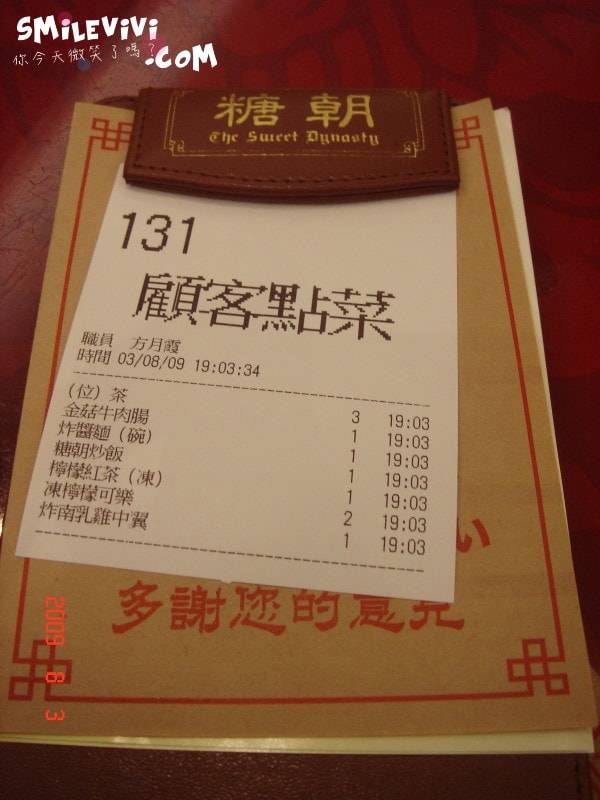 SMiLEViVi
你今天微笑了嗎?.COM
糖朝
The Sweet Dynasty
131
顧客點菜
職員 方月霞
時間 03/08/09 19:03:34
(位)茶 3 19:03
金菇牛肉腸 1 19:03
炸醬麵(碗) 1 19:03
糖朝炒飯 1 19:03
檸檬紅茶(凍) 1 19:03
凍檸檬可樂 2 19:03
炸南乳雞中翼 1 19:03
い
多謝您的意見
2009 8 3